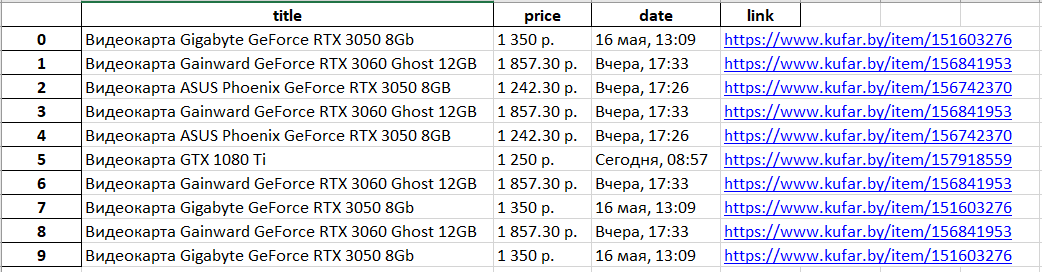 title price date link
0 Видеокарта Gigabyte GeForce RTX 3050 8Gb 1 350 р. 16 мая, 13:09 https://www.kufar.by/item/151603276
1 Видеокарта Gainward GeForce RTX 3060 Ghost 12GB 1 857.30 р. Вчера, 17:33 https://www.kufar.by/item/156841953
2 Видеокарта ASUS Phoenix GeForce RTX 3050 8GB 1 242.30 р. Вчера, 17:26 https://www.kufar.by/item/156742370
3 Видеокарта Gainward GeForce RTX 3060 Ghost 12GB 1 857.30 р. Вчера, 17:33 https://www.kufar.by/item/156841953
4 Видеокарта ASUS Phoenix GeForce RTX 3050 8GB 1 242.30 р. Вчера, 17:26 https://www.kufar.by/item/156742370
5 Видеокарта GTX 1080 Ti 1 250 р. Сегодня, 08:57 https://www.kufar.by/item/157918559
6 Видеокарта Gainward GeForce RTX 3060 Ghost 12GB 1 857.30 р. Вчера, 17:33 https://www.kufar.by/item/156841953
7 Видеокарта Gigabyte GeForce RTX 3050 8Gb 1 350 р. 16 мая, 13:09 https://www.kufar.by/item/151603276
8 Видеокарта Gainward GeForce RTX 3060 Ghost 12GB 1 857.30 р. Вчера, 17:33 https://www.kufar.by/item/156841953
9 Видеокарта Gigabyte GeForce RTX 3050 8Gb 1 350 р. 16 мая, 13:09 https://www.kufar.by/item/151603276